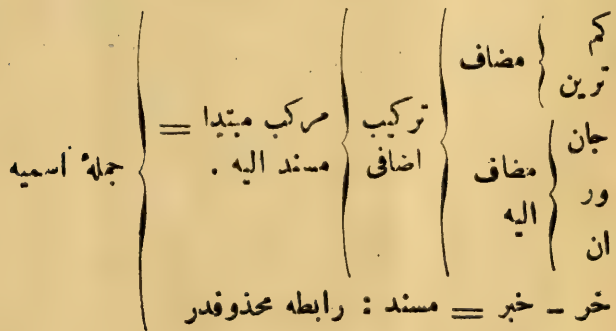 کم
ترین
مضاف
جان
ور
ان
مضاف
الیه
ترکیب
اضافی
مرکب مبتدا =
مسند الیه .
جملهٔ اسمیه
خر - خبر = مسند : رابطه محذوفدر